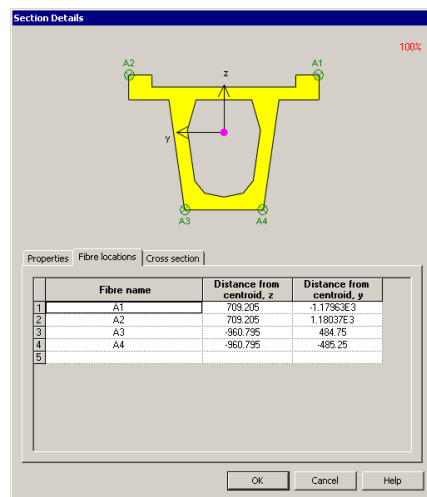 Section Details
100%
A2 A1
z
y
A3 A4
Properties Fibre locations Cross section
Fibre name Distance from centroid, z Distance from centroid, y
1 A1 709.205 -1.17963E3
2 A2 709.205 1.18037E3
3 A3 -960.795 484.75
4 A4 -960.795 -485.25
5
OK Cancel Help